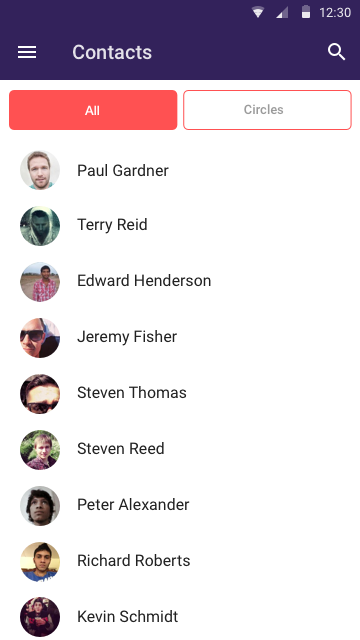 12:30
Contacts
All
Circles
Paul Gardner
Terry Reid
Edward Henderson
Jeremy Fisher
Steven Thomas
Steven Reed
Peter Alexander
Richard Roberts
Kevin Schmidt